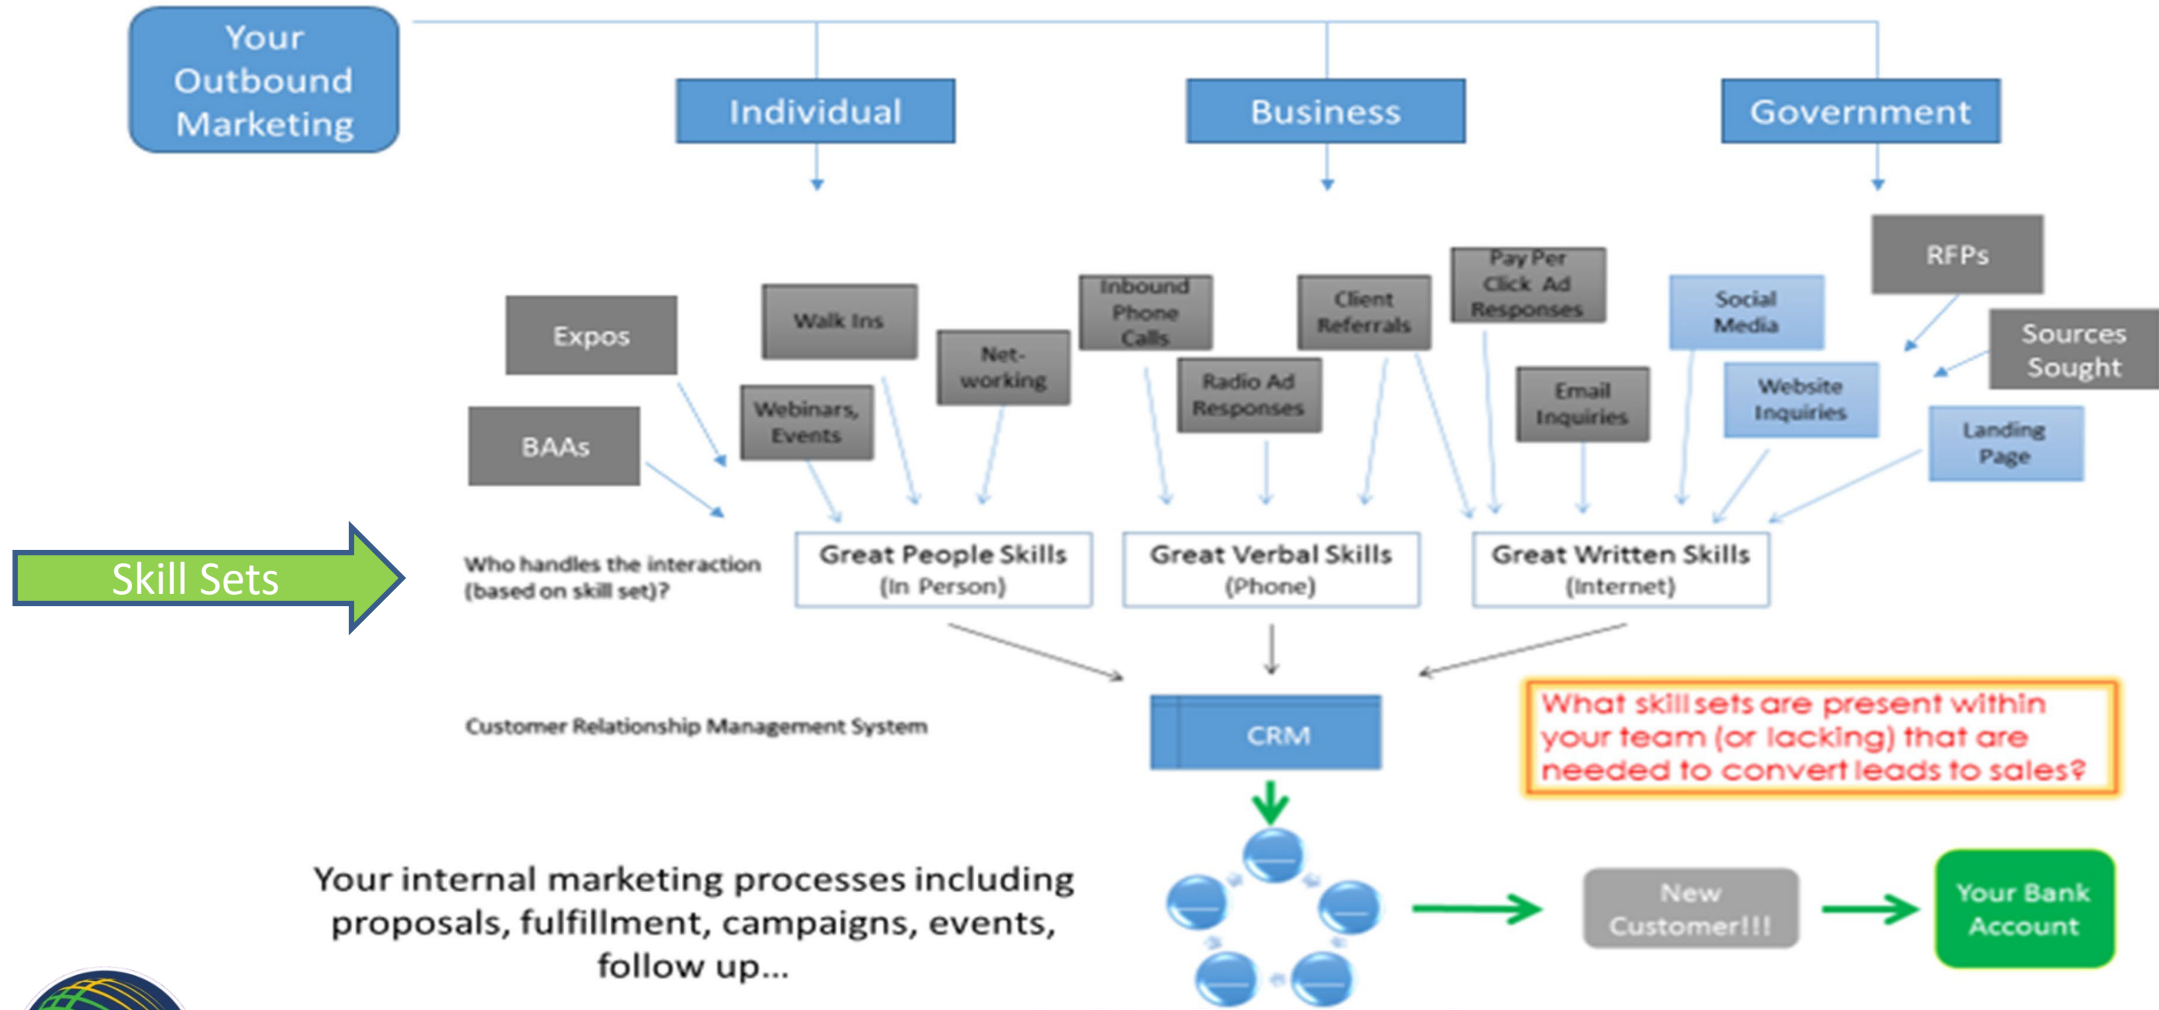 Your
Outbound
Marketing
Individual
Business
Government
RFPs
Sources
Sought
Pay Per
Click Ad
Responses
Social
Media
Inbound
Phone
Calls
Client
Referrals
Walk Ins
Expos
Net-
working
Radio Ad
Responses
Email
Inquiries
Website
Inquiries
Webinars,
Events
BAAs
Landing
Page
Skill Sets
Who handles the interaction
(based on skill set)?
Great People Skills
(In Person)
Great Verbal Skills
(Phone)
Great Written Skills
(Internet)
Customer Relationship Management System
CRM
What skill sets are present within
your team (or lacking) that are
needed to convert leads to sales?
Your internal marketing processes including
proposals, fulfillment, campaigns, events,
follow up...
New
Customer!!!
Your Bank
Account